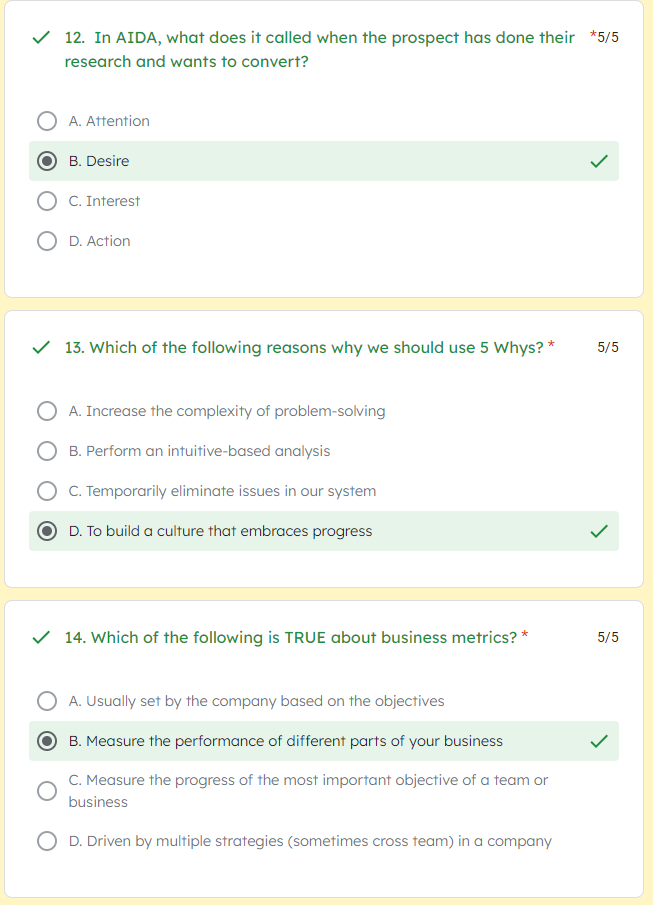 12.  In AIDA, what does it called when the prospect has done their * 5/5
research and wants to convert?
A. Attention
B. Desire
C. Interest
D. Action
13. Which of the following reasons why we should use 5 Whys? * 5/5
A. Increase the complexity of problem-solving
B. Perform an intuitive-based analysis
C. Temporarily eliminate issues in our system
D. To build a culture that embraces progress
14. Which of the following is TRUE about business metrics? * 5/5
A. Usually set by the company based on the objectives
B. Measure the performance of different parts of your business
C. Measure the progress of the most important objective of a team or
business
D. Driven by multiple strategies (sometimes cross team) in a company